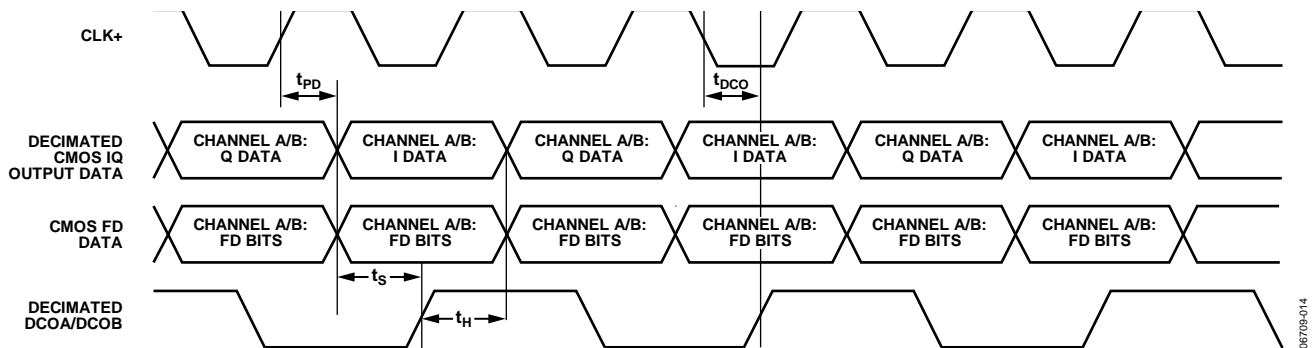 CLK+
tPD
tDCO
DECIMATED
CMOS IQ
OUTPUT DATA
CHANNEL A/B:
Q DATA
CHANNEL A/B:
I DATA
CHANNEL A/B:
Q DATA
CHANNEL A/B:
I DATA
CHANNEL A/B:
Q DATA
CHANNEL A/B:
I DATA
CMOS FD
DATA
CHANNEL A/B:
FD BITS
CHANNEL A/B:
FD BITS
CHANNEL A/B:
FD BITS
CHANNEL A/B:
FD BITS
CHANNEL A/B:
FD BITS
CHANNEL A/B:
FD BITS
tS
tH
DECIMATED
DCOA/DCOB
06709-014